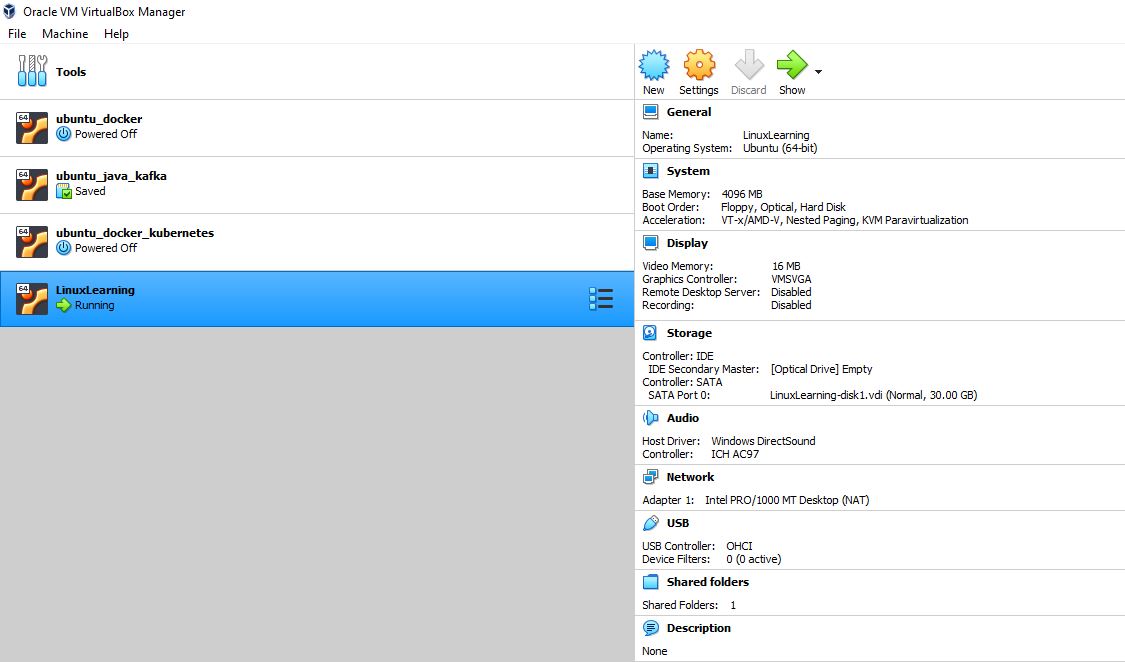 Oracle VM VirtualBox Manager
File Machine Help
Tools
64
ubuntu_docker
Powered Off
64
ubuntu_java_kafka
Saved
64
ubuntu_docker_kubernetes
Powered Off
64
LinuxLearning
Running
New Settings Discard Show
General
Name: LinuxLearning
Operating System: Ubuntu (64-bit)
System
Base Memory: 4096 MB
Boot Order: Floppy, Optical, Hard Disk
Acceleration: VT-x/AMD-V, Nested Paging, KVM Paravirtualization
Display
Video Memory: 16 MB
Graphics Controller: VMSVGA
Remote Desktop Server: Disabled
Recording: Disabled
Storage
Controller: IDE
IDE Secondary Master: [Optical Drive] Empty
Controller: SATA
SATA Port 0: LinuxLearning-disk1.vdi (Normal, 30.00 GB)
Audio
Host Driver: Windows DirectSound
Controller: ICH AC97
Network
Adapter 1: Intel PRO/1000 MT Desktop (NAT)
USB
USB Controller: OHCI
Device Filters: 0 (0 active)
Shared folders
Shared Folders: 1
Description
None